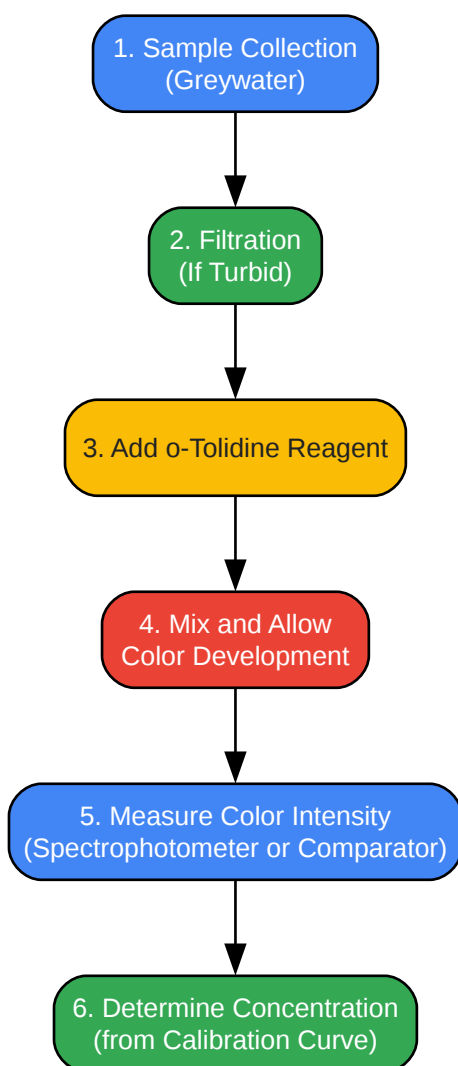 1. Sample Collection
(Greywater)
2. Filtration
(If Turbid)
3. Add o-Tolidine Reagent
4. Mix and Allow
Color Development
5. Measure Color Intensity
(Spectrophotometer or Comparator)
6. Determine Concentration
(from Calibration Curve)